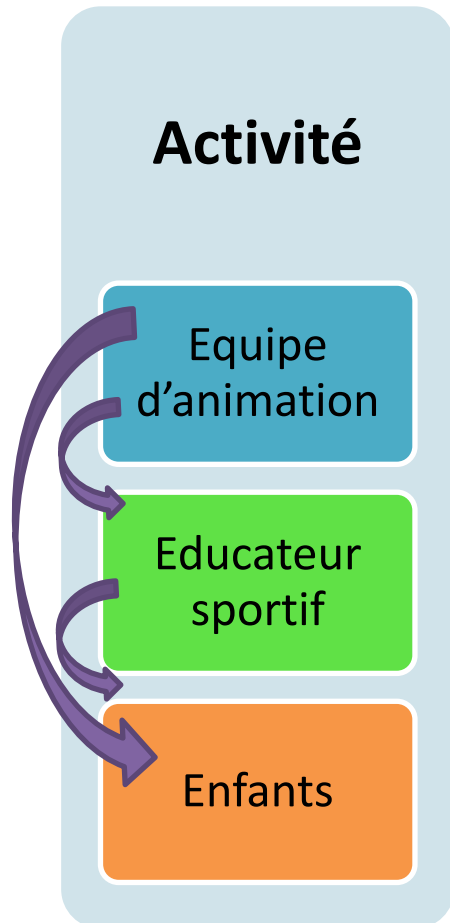 Activité
Equipe
d’animation
Educateur
sportif
Enfants